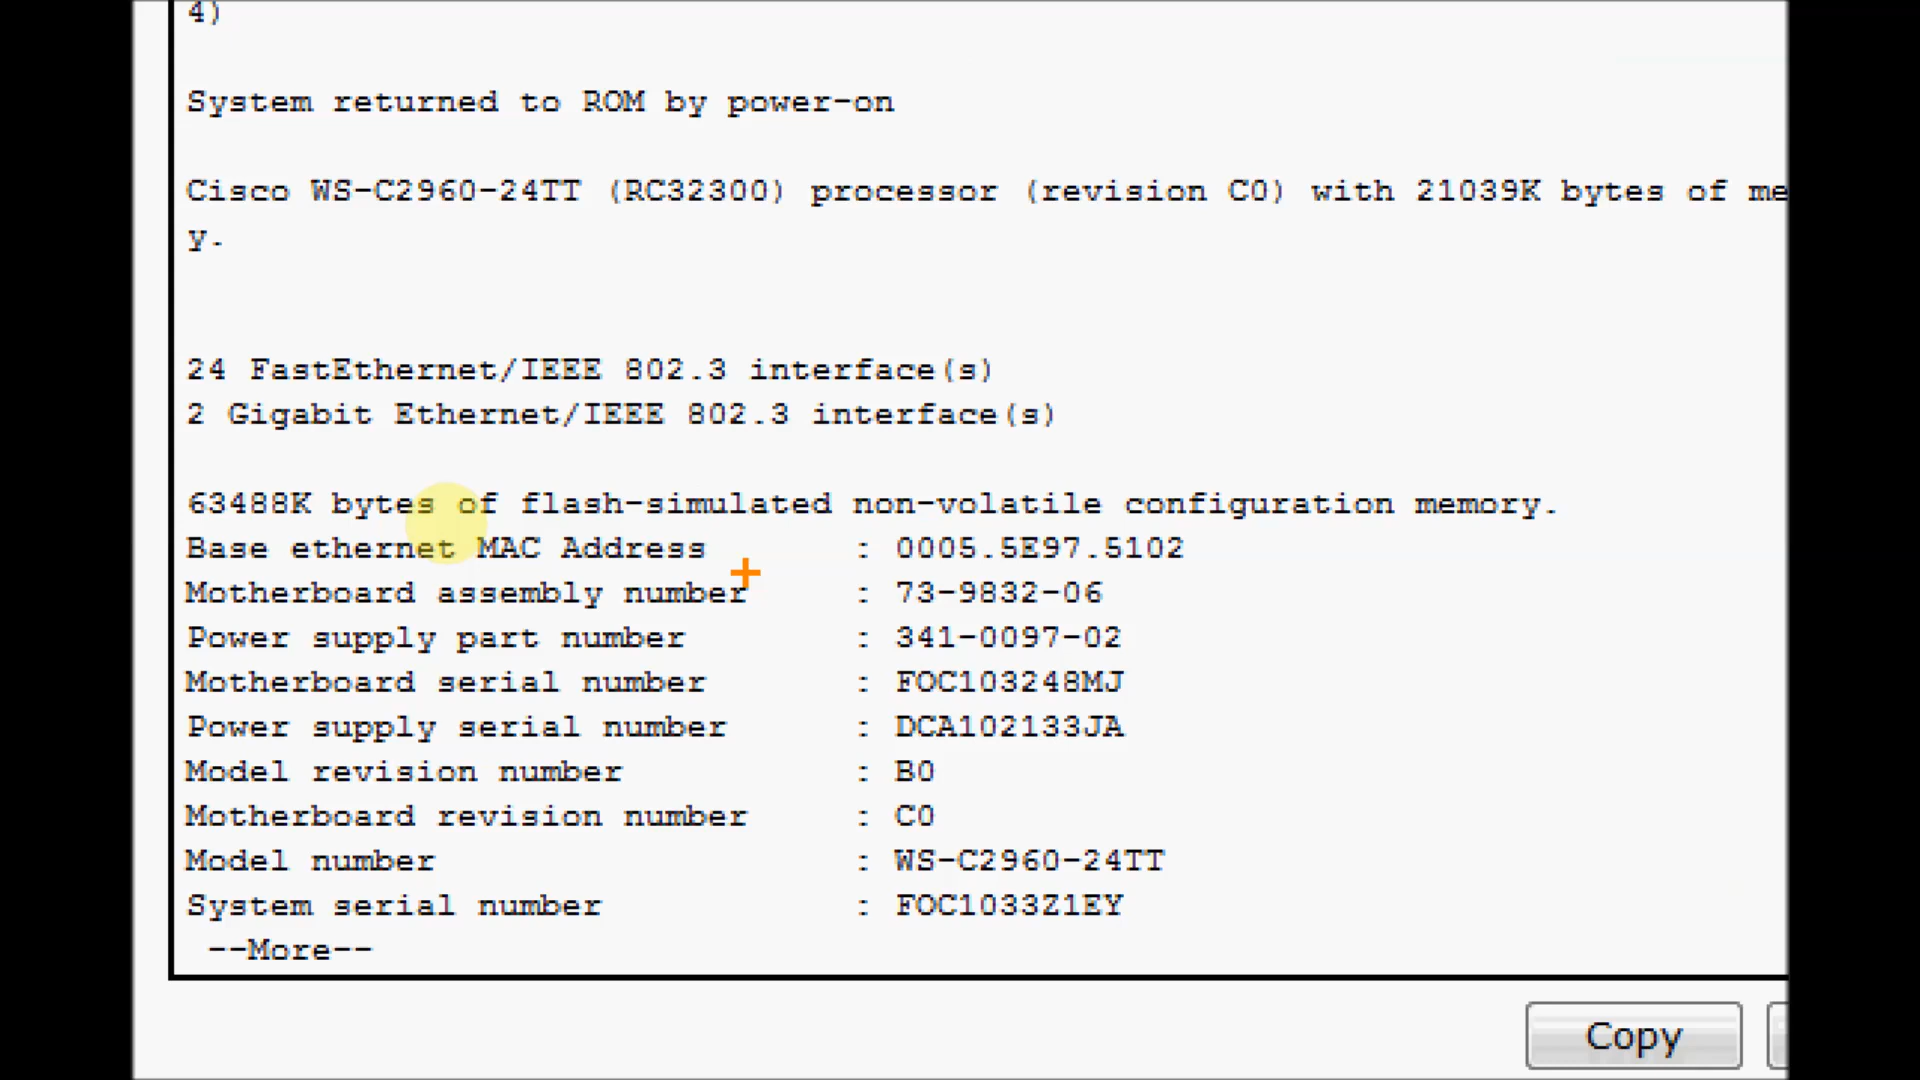 4)
System returned to ROM by power-on
Cisco WS-C2960-24TT (RC32300) processor (revision C0) with 21039K bytes of me
y.
24 FastEthernet/IEEE 802.3 interface(s)
2 Gigabit Ethernet/IEEE 802.3 interface(s)
63488K bytes of flash-simulated non-volatile configuration memory.
Base ethernet MAC Address : 0005.5E97.5102
Motherboard assembly number : 73-9832-06
Power supply part number : 341-0097-02
Motherboard serial number : FOC103248MJ
Power supply serial number : DCA102133JA
Model revision number : B0
Motherboard revision number : C0
Model number : WS-C2960-24TT
System serial number : FOC1033Z1EY
--More--
Copy